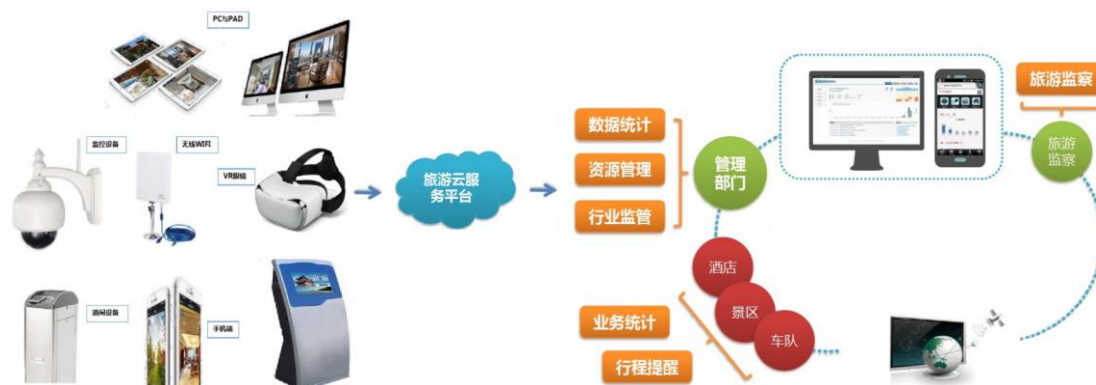 PC与PAD
监控设备
无线WIFI
VR眼镜
道闸设备
手机端
旅游云服
务平台
数据统计
资源管理
行业监管
管理
部门
旅游监察
旅游
监察
酒店
景区
车队
业务统计
行程提醒